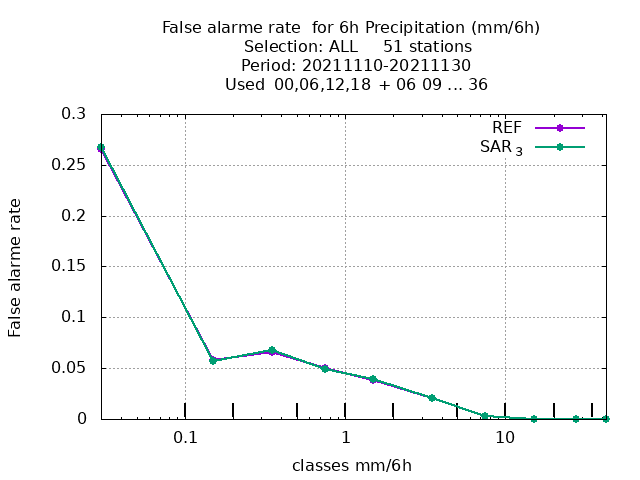 False alarme rate  for 6h Precipitation (mm/6h)
Selection: ALL     51 stations
Period: 20211110-20211130
Used  00,06,12,18  + 06 09 ... 36
REF
SAR 3
0.3
0.25
0.2
0.15
0.1
0.05
0
False alarme rate
0.1
1
10
classes mm/6h